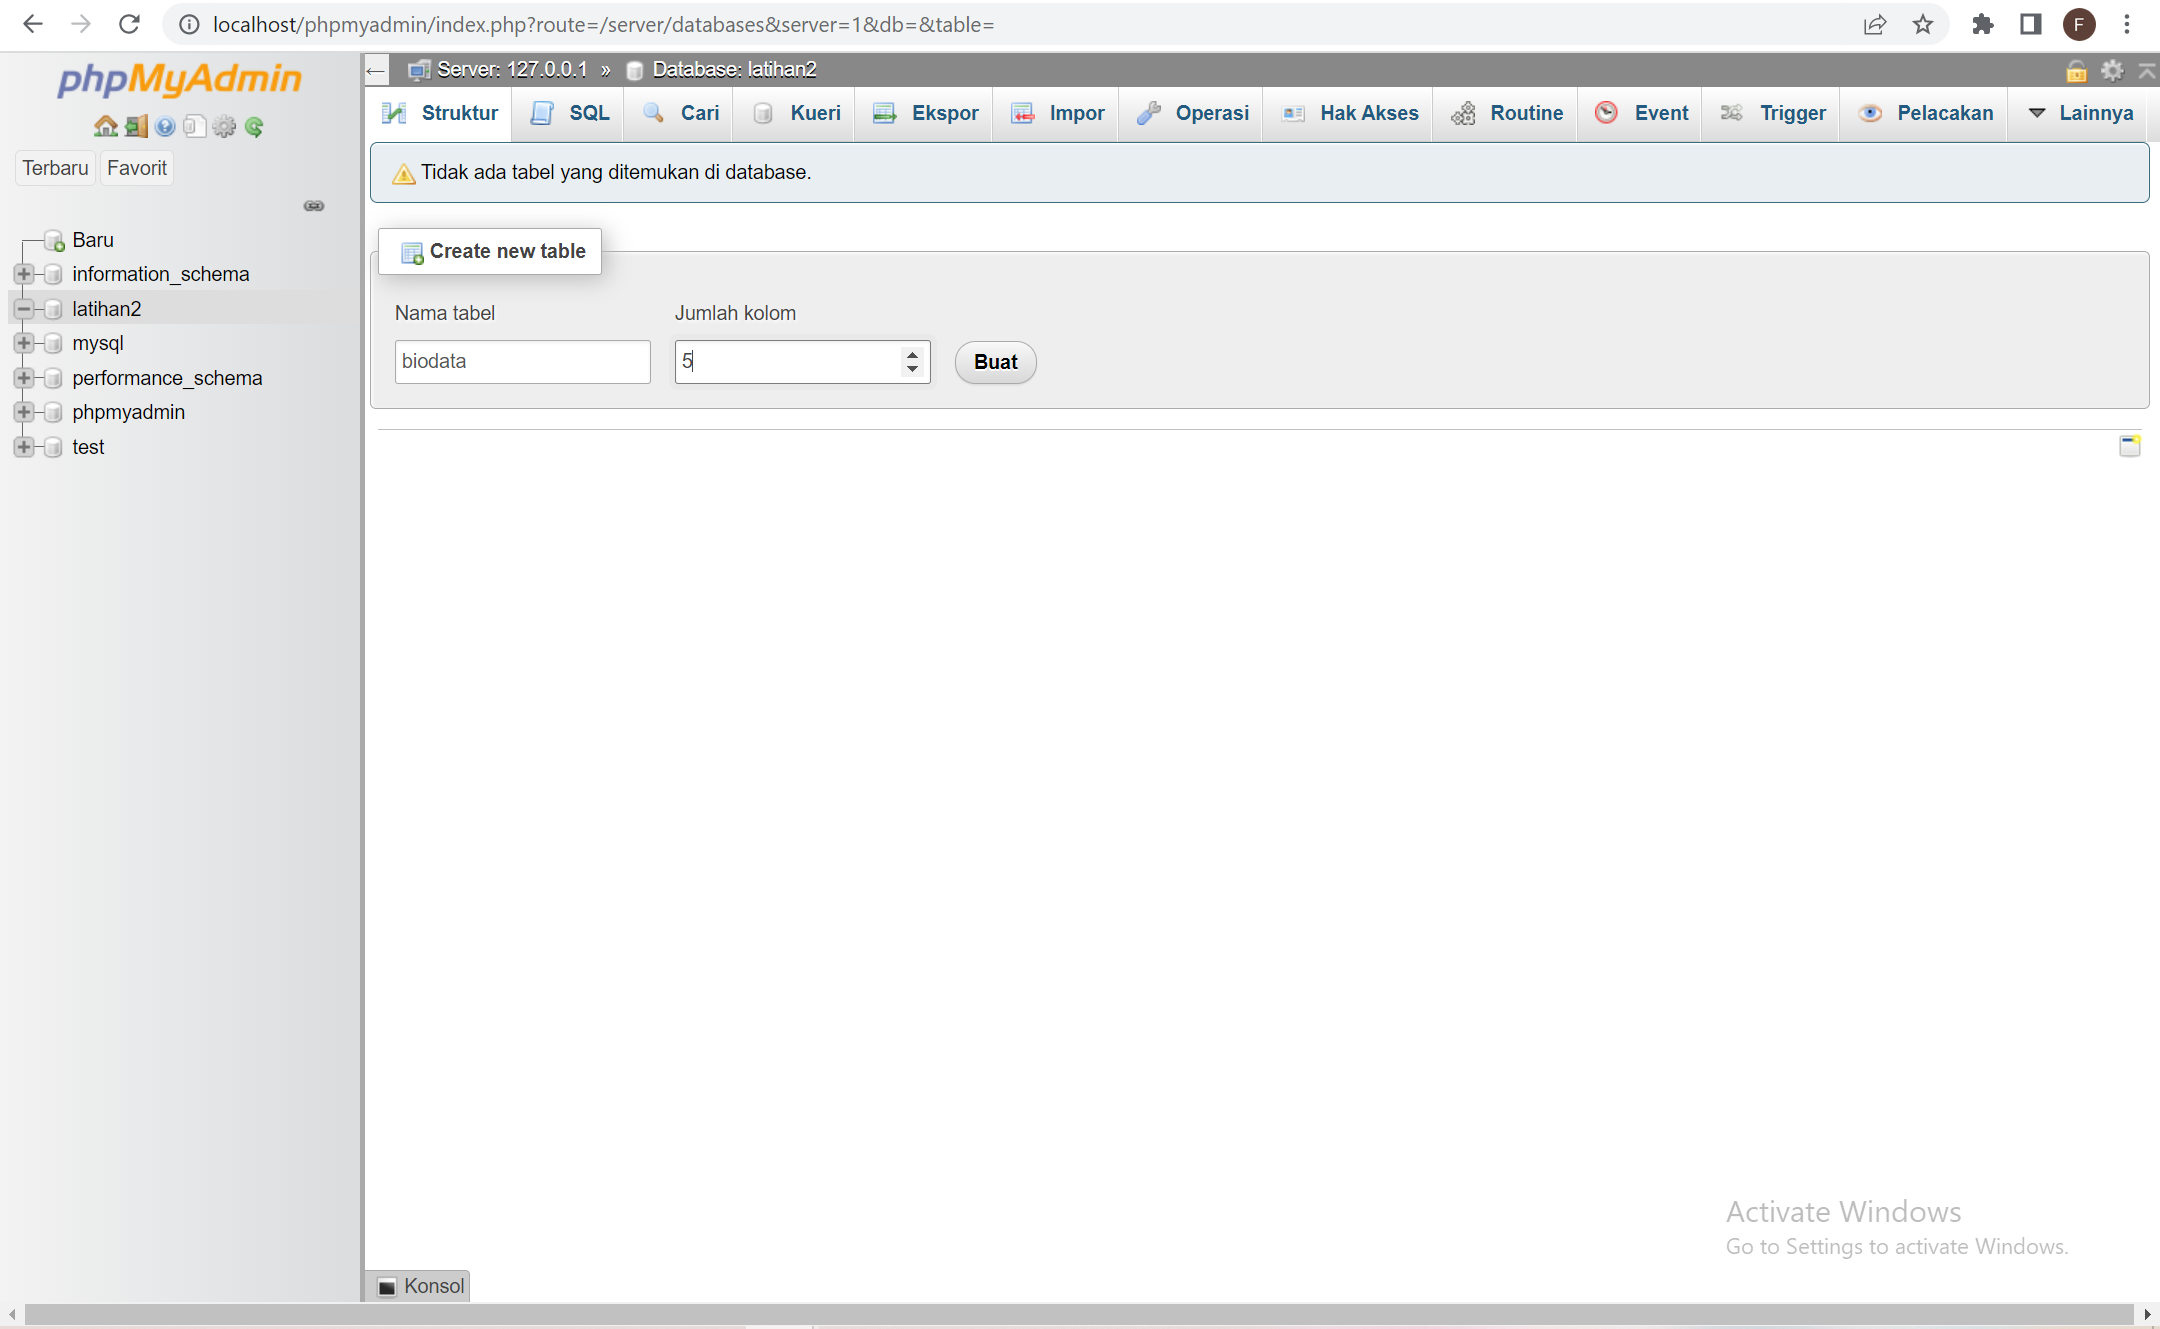 localhost/phpmyadmin/index.php?route=/server/databases&server=1&db=&table=
F
phpMyAdmin
Terbaru Favorit
Baru
information_schema
latihan2
mysql
performance_schema
phpmyadmin
test
Server: 127.0.0.1 » Database: latihan2
Struktur SQL Cari Kueri Ekspor Impor Operasi Hak Akses Routine Event Trigger Pelacakan Lainnya
Tidak ada tabel yang ditemukan di database.
Create new table
Nama tabel Jumlah kolom
biodata 5 Buat
Activate Windows
Go to Settings to activate Windows.
Konsol